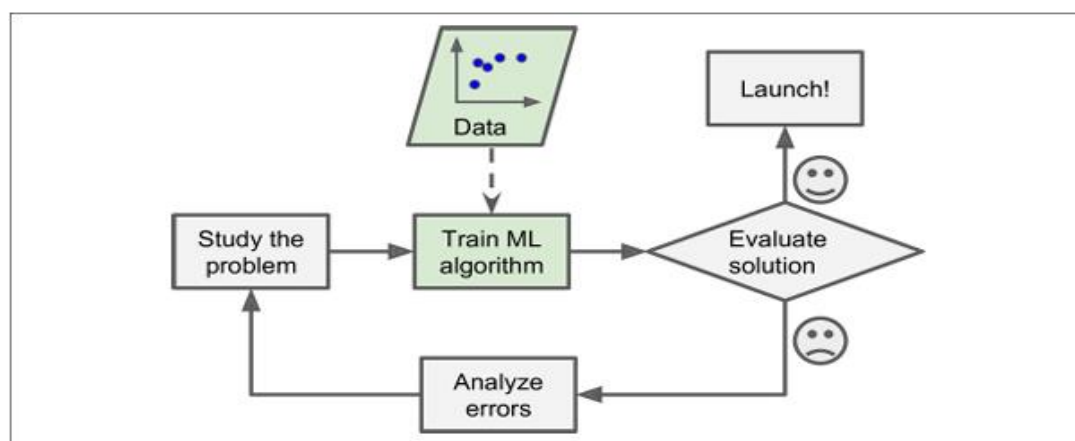 Data
Launch!
Study the
problem
Train ML
algorithm
Evaluate
solution
Analyze
errors